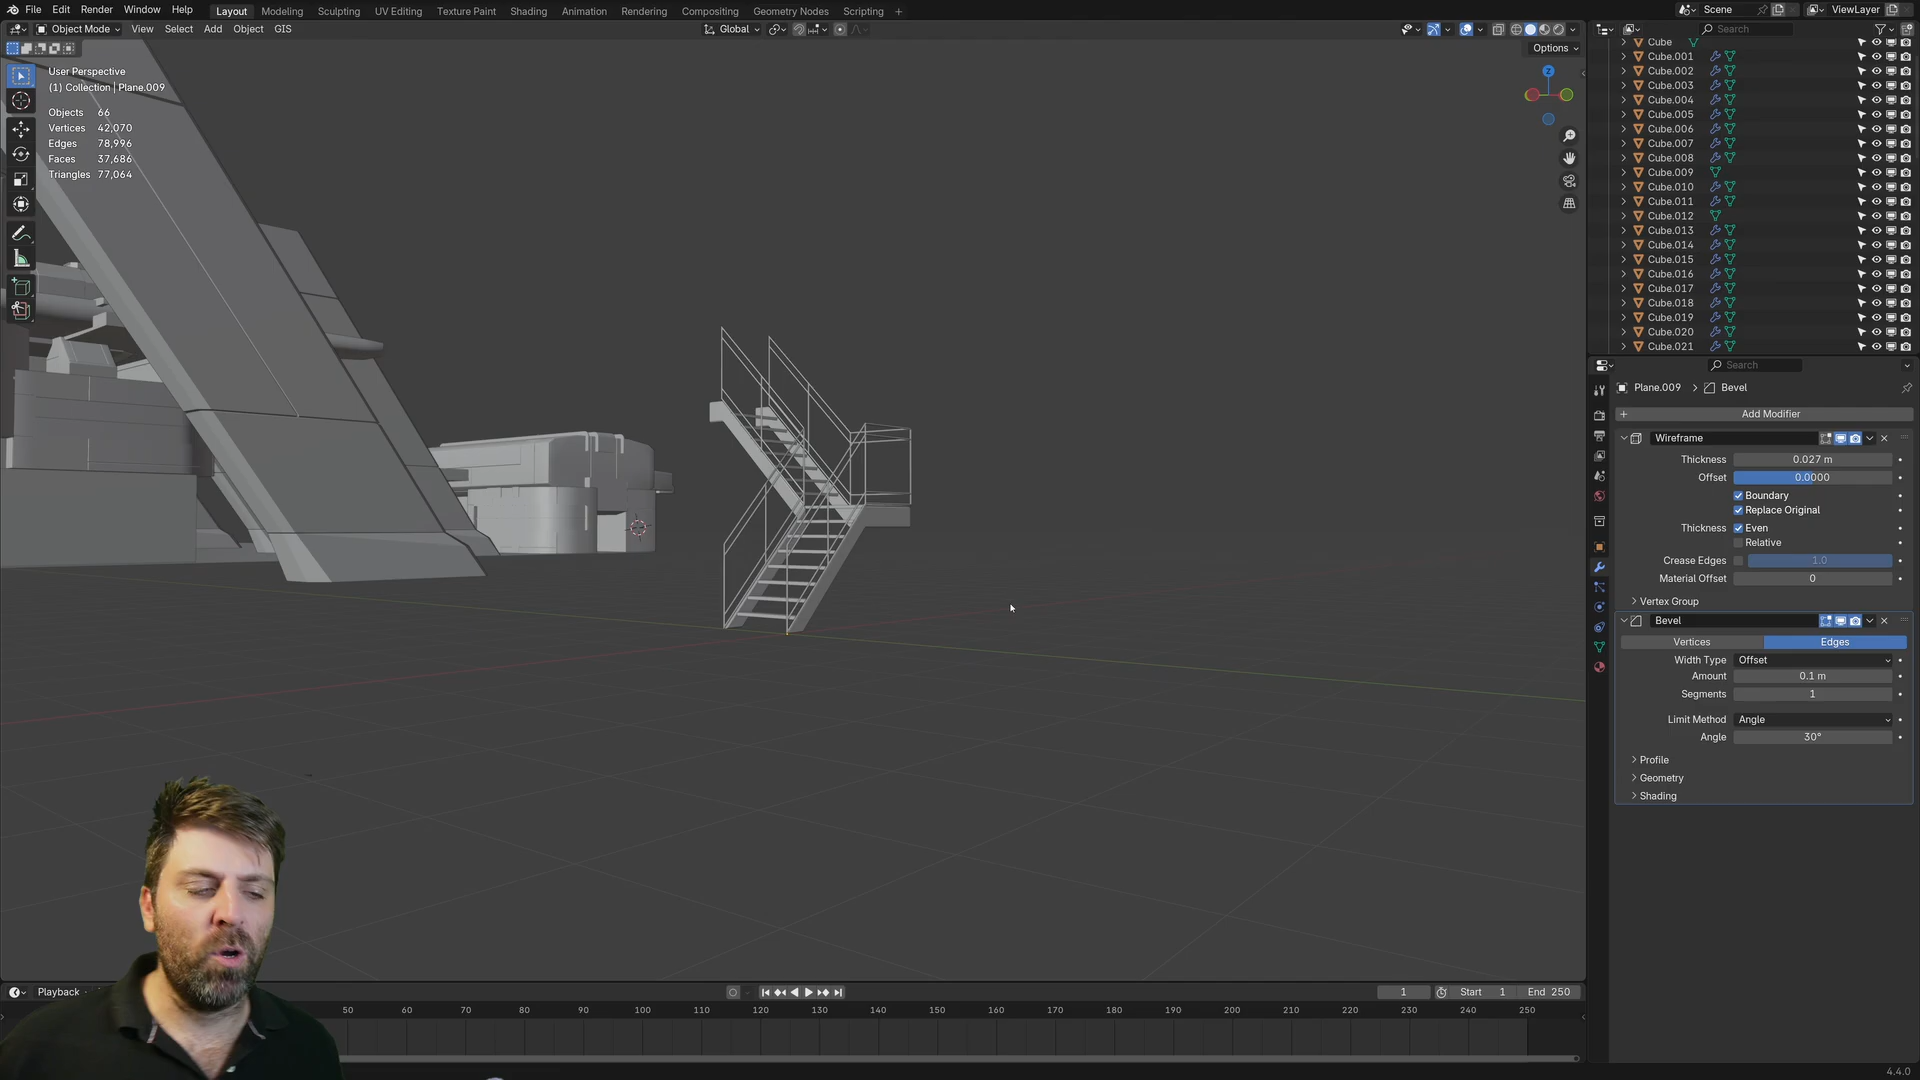 File Edit Render Window Help Layout Modeling Sculpting UV Editing Texture Paint Shading Animation Rendering Compositing Geometry Nodes Scripting + Scene ViewLayer
Object Mode View Select Add Object GIS Global Search
Options
User Perspective
(1) Collection | Plane.009
Objects 66
Vertices 42,070
Edges 78,996
Faces 37,686
Triangles 77,064
Z
Cube
Cube.001
Cube.002
Cube.003
Cube.004
Cube.005
Cube.006
Cube.007
Cube.008
Cube.009
Cube.010
Cube.011
Cube.012
Cube.013
Cube.014
Cube.015
Cube.016
Cube.017
Cube.018
Cube.019
Cube.020
Cube.021
Search
Plane.009 > Bevel
+ Add Modifier
Wireframe
Thickness 0.027 m
Offset 0.0000
Boundary
Replace Original
Thickness Even
Relative
Crease Edges 1.0
Material Offset 0
Vertex Group
Bevel
Vertices Edges
Width Type Offset
Amount 0.1 m
Segments 1
Limit Method Angle
Angle 30°
Profile
Geometry
Shading
Playback 1 Start 1 End 250
50 60 70 80 90 100 110 120 130 140 150 160 170 180 190 200 210 220 230 240 250
4.4.0